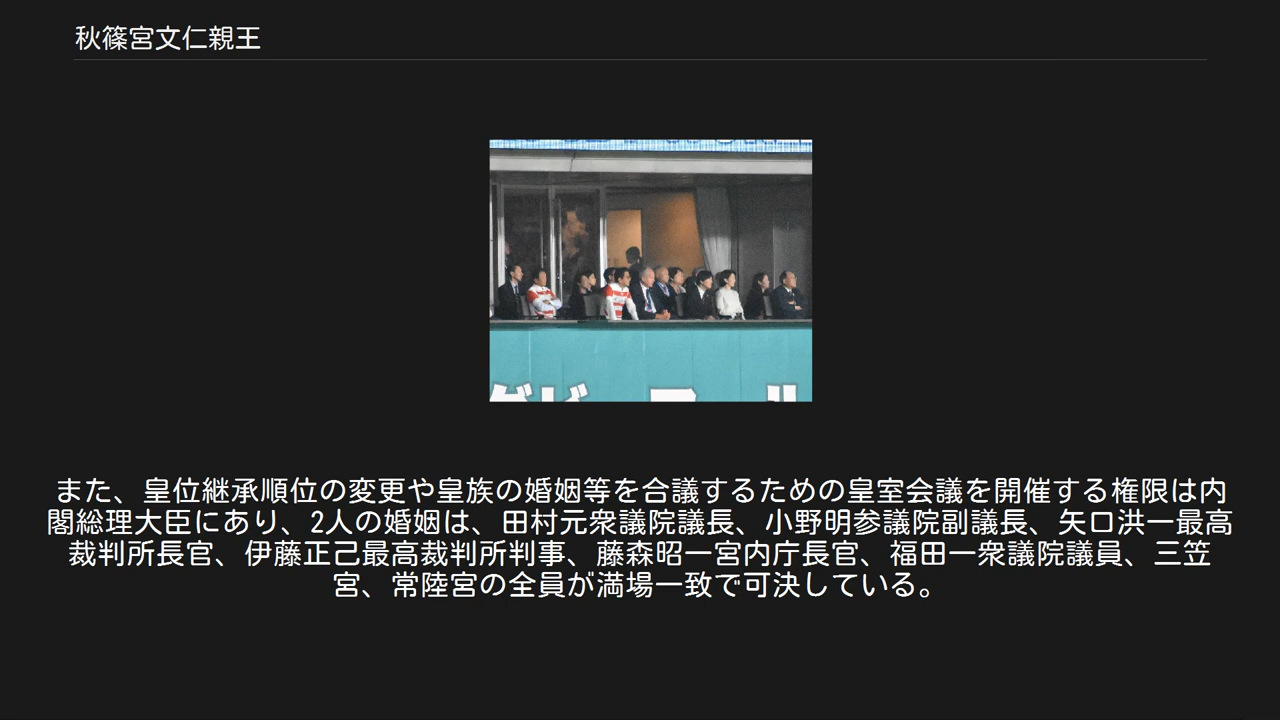 秋篠宮文仁親王
また、皇位継承順位の変更や皇族の婚姻等を合議するための皇室会議を開催する権限は内
閣総理大臣にあり、2人の婚姻は、田村元衆議院議長、小野明参議院副議長、矢口洪一最高
裁判所長官、伊藤正己最高裁判所判事、藤森昭一宮内庁長官、福田一衆議院議員、三笠
宮、常陸宮の全員が満場一致で可決している。